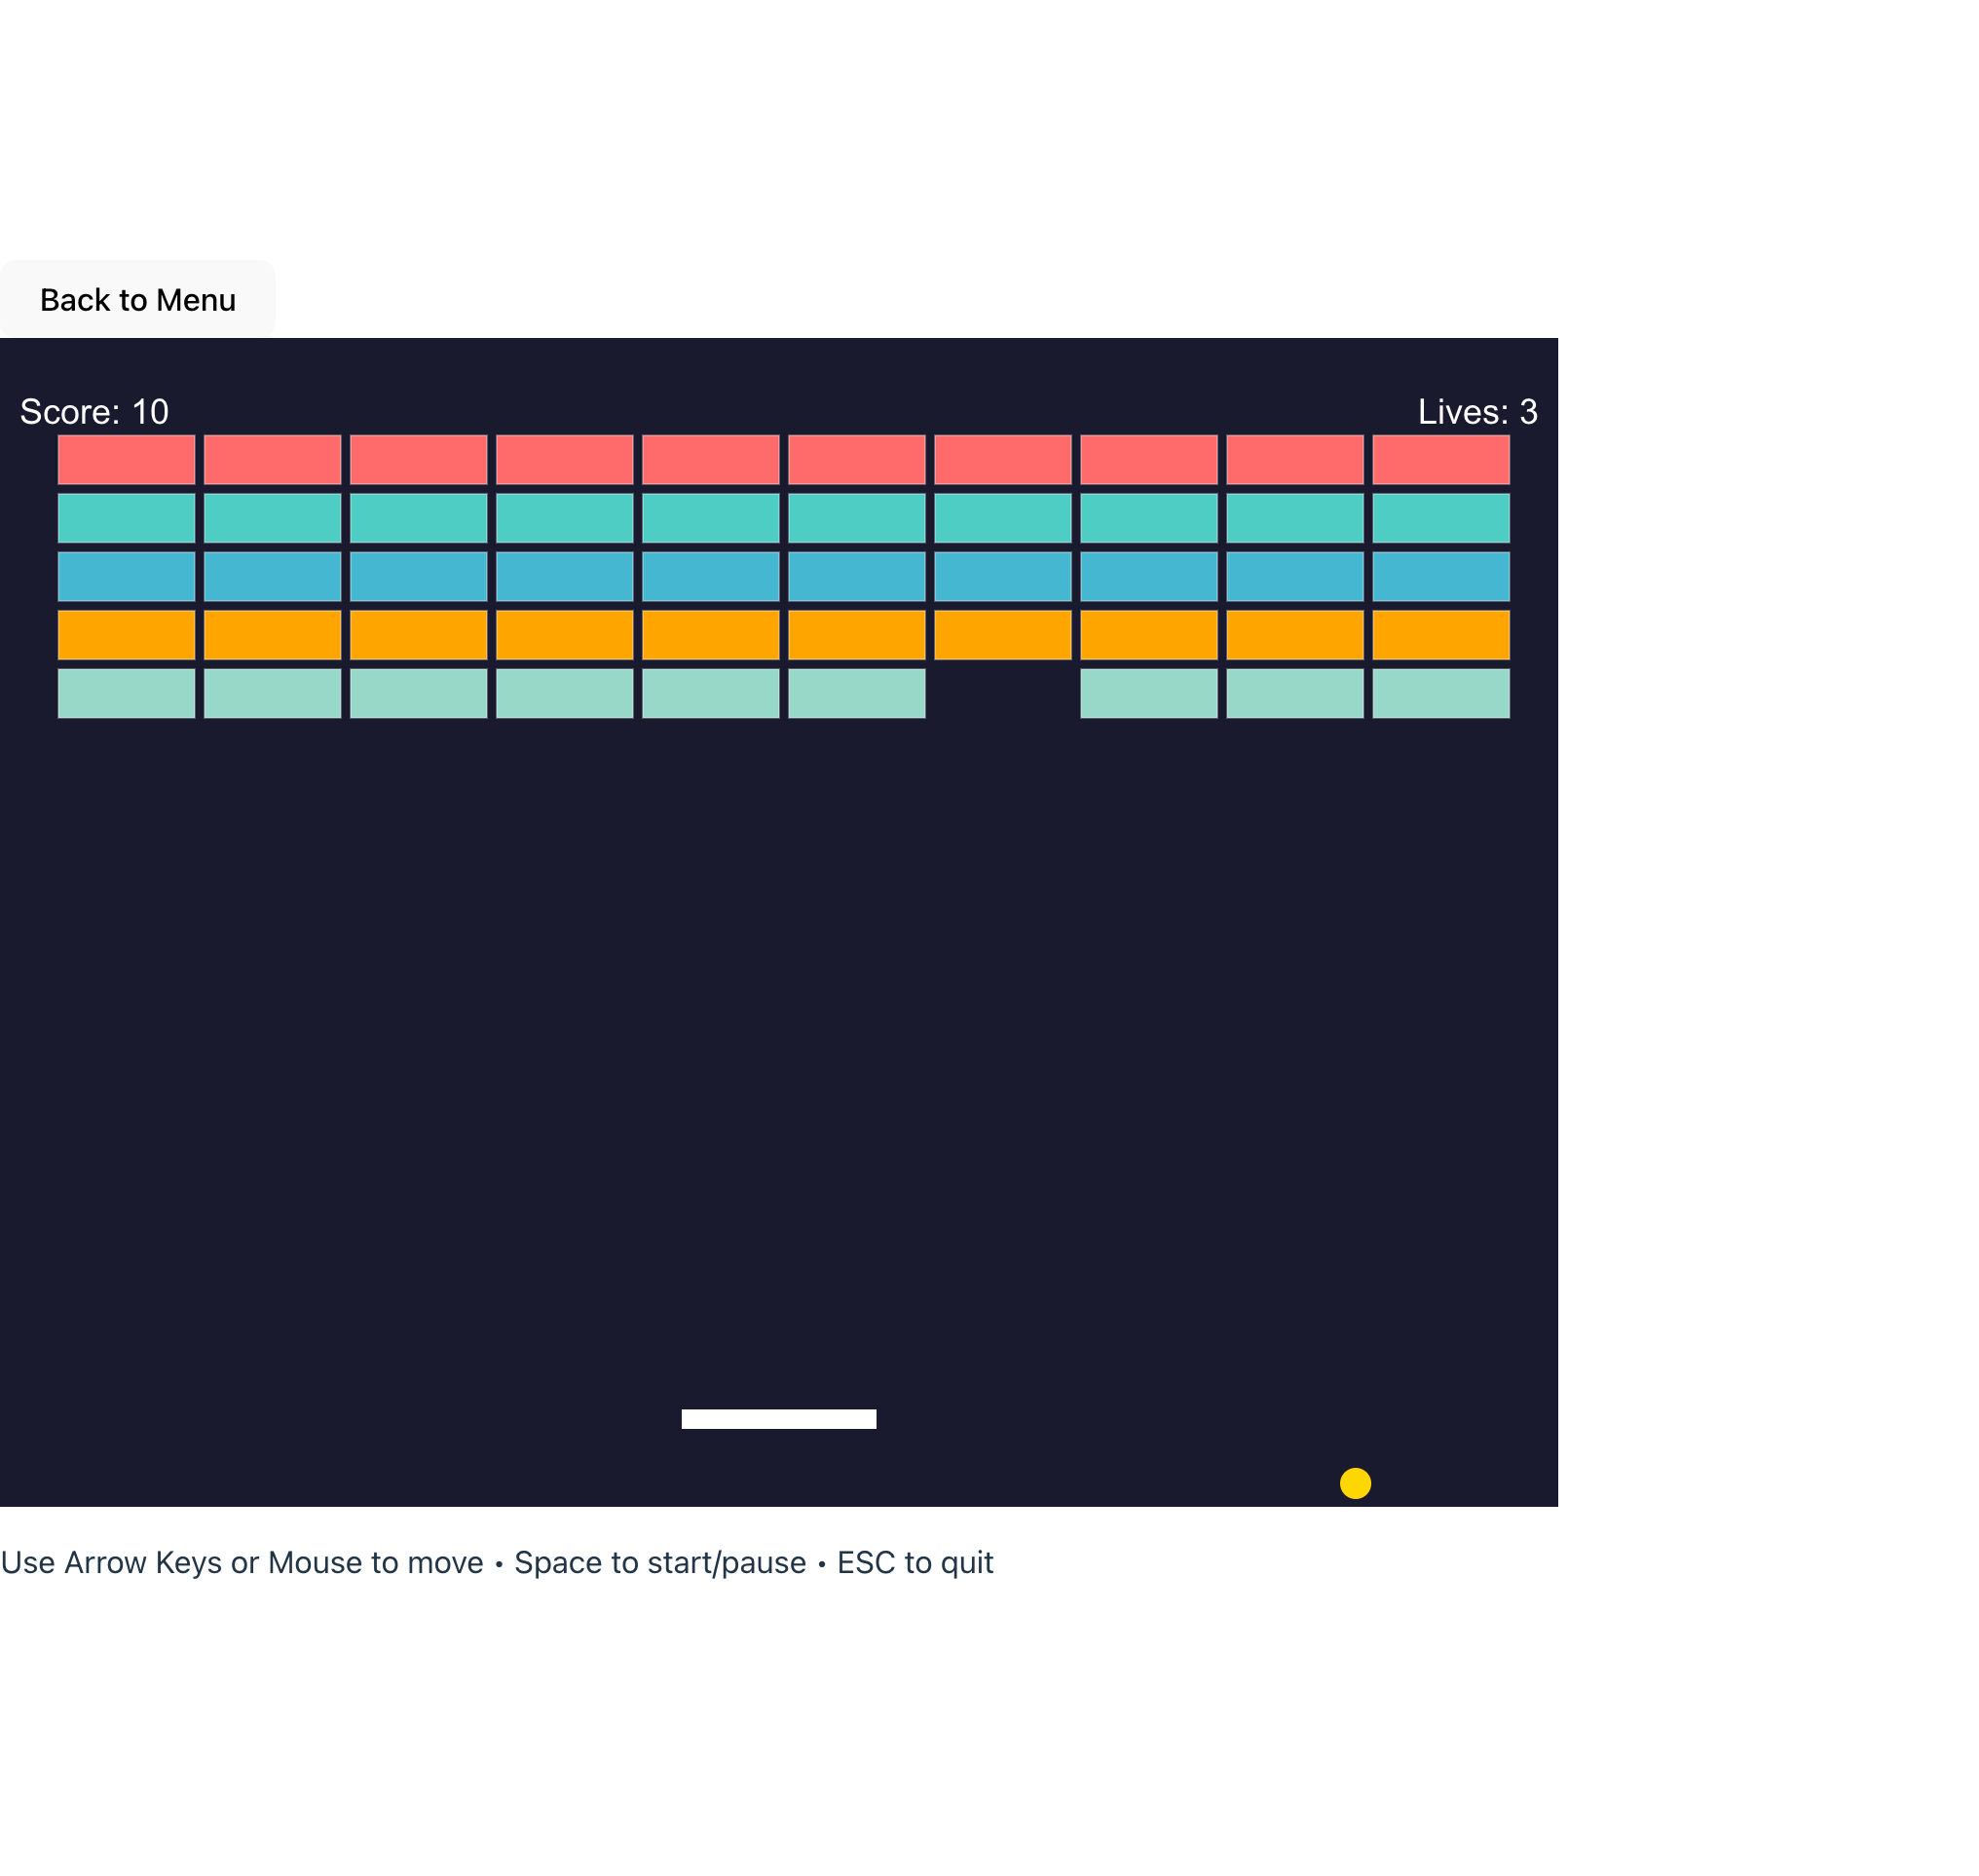 Back to Menu
Score: 10
Lives: 3
Use Arrow Keys or Mouse to move • Space to start/pause • ESC to quit